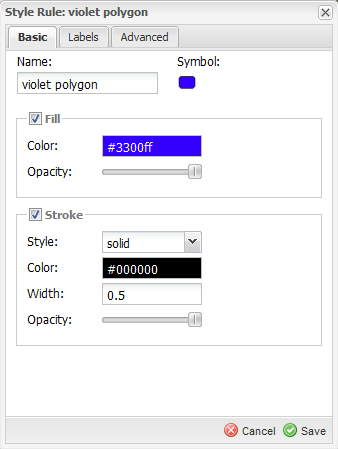 Style Rule: violet polygon
Basic Labels Advanced
Name: Symbol:
violet polygon
Fill
Color: #3300ff
Opacity:
Stroke
Style: solid
Color: #000000
Width: 0.5
Opacity:
Cancel Save